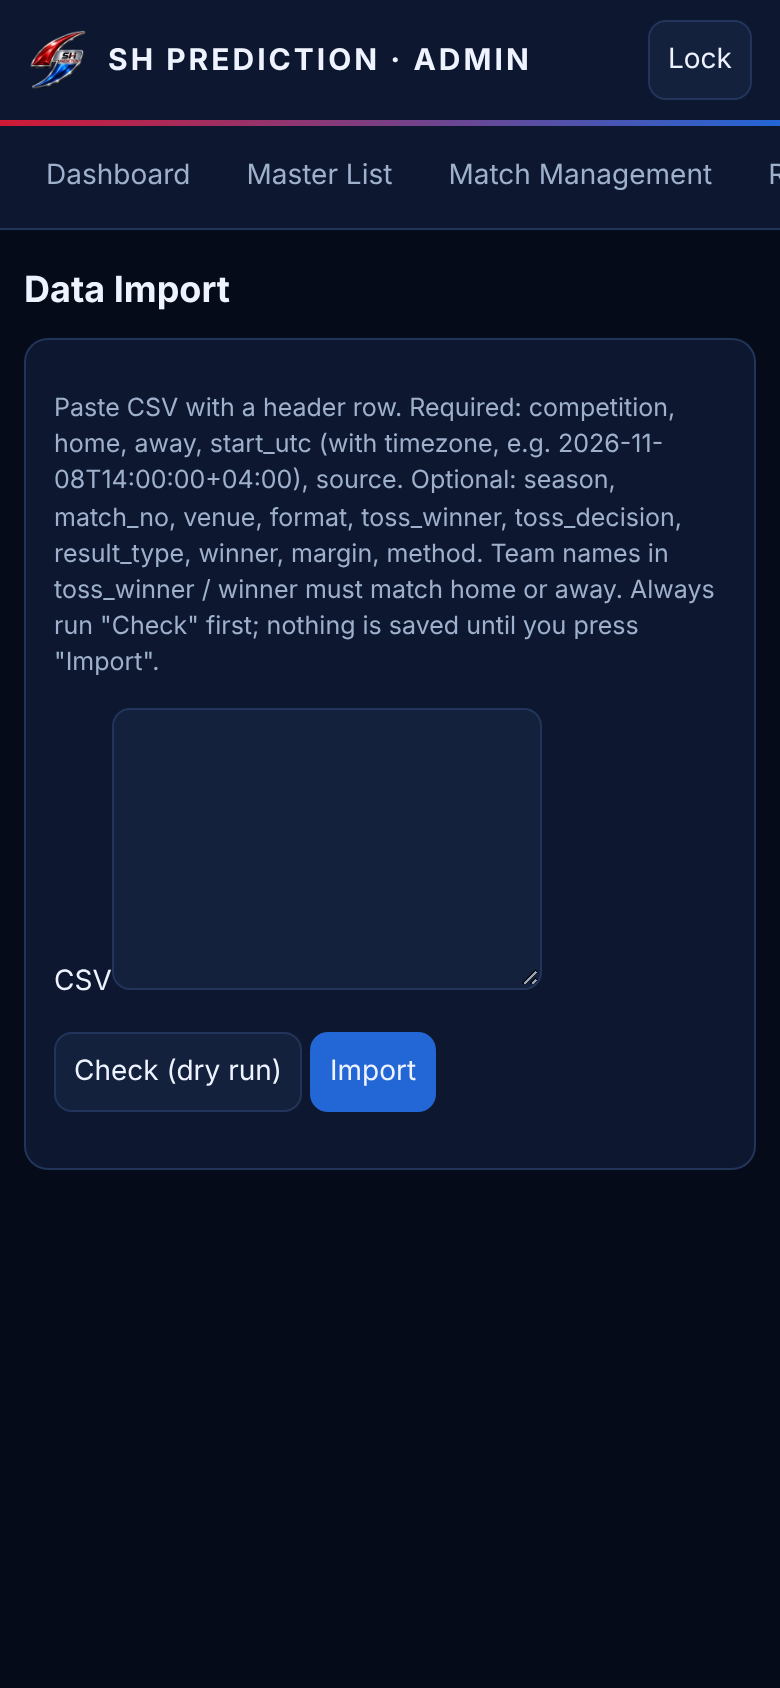 SH
SH PREDICTION · ADMIN
Lock
Dashboard Master List Match Management R
Data Import
Paste CSV with a header row. Required: competition,
home, away, start_utc (with timezone, e.g. 2026-11-
08T14:00:00+04:00), source. Optional: season,
match_no, venue, format, toss_winner, toss_decision,
result_type, winner, margin, method. Team names in
toss_winner / winner must match home or away. Always
run "Check" first; nothing is saved until you press
"Import".
CSV
Check (dry run) Import